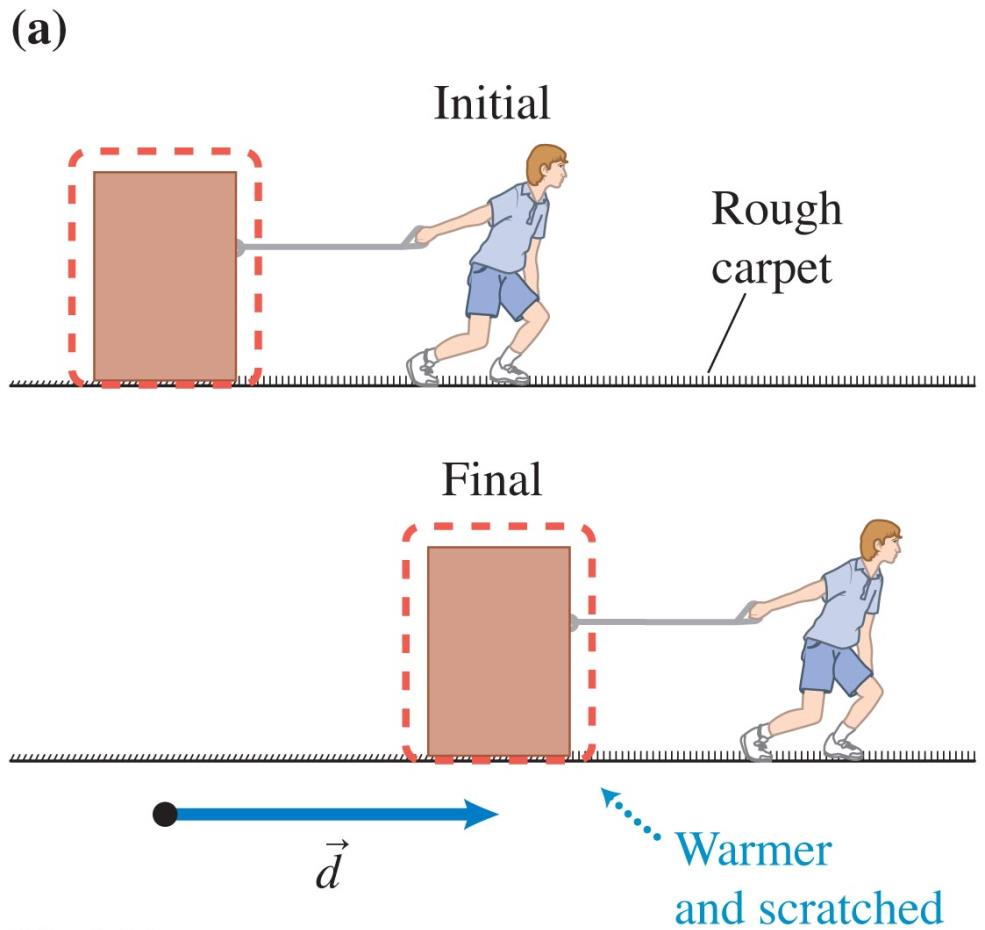 (a)
Initial
Rough
carpet
Final
d⃗
Warmer
and scratched